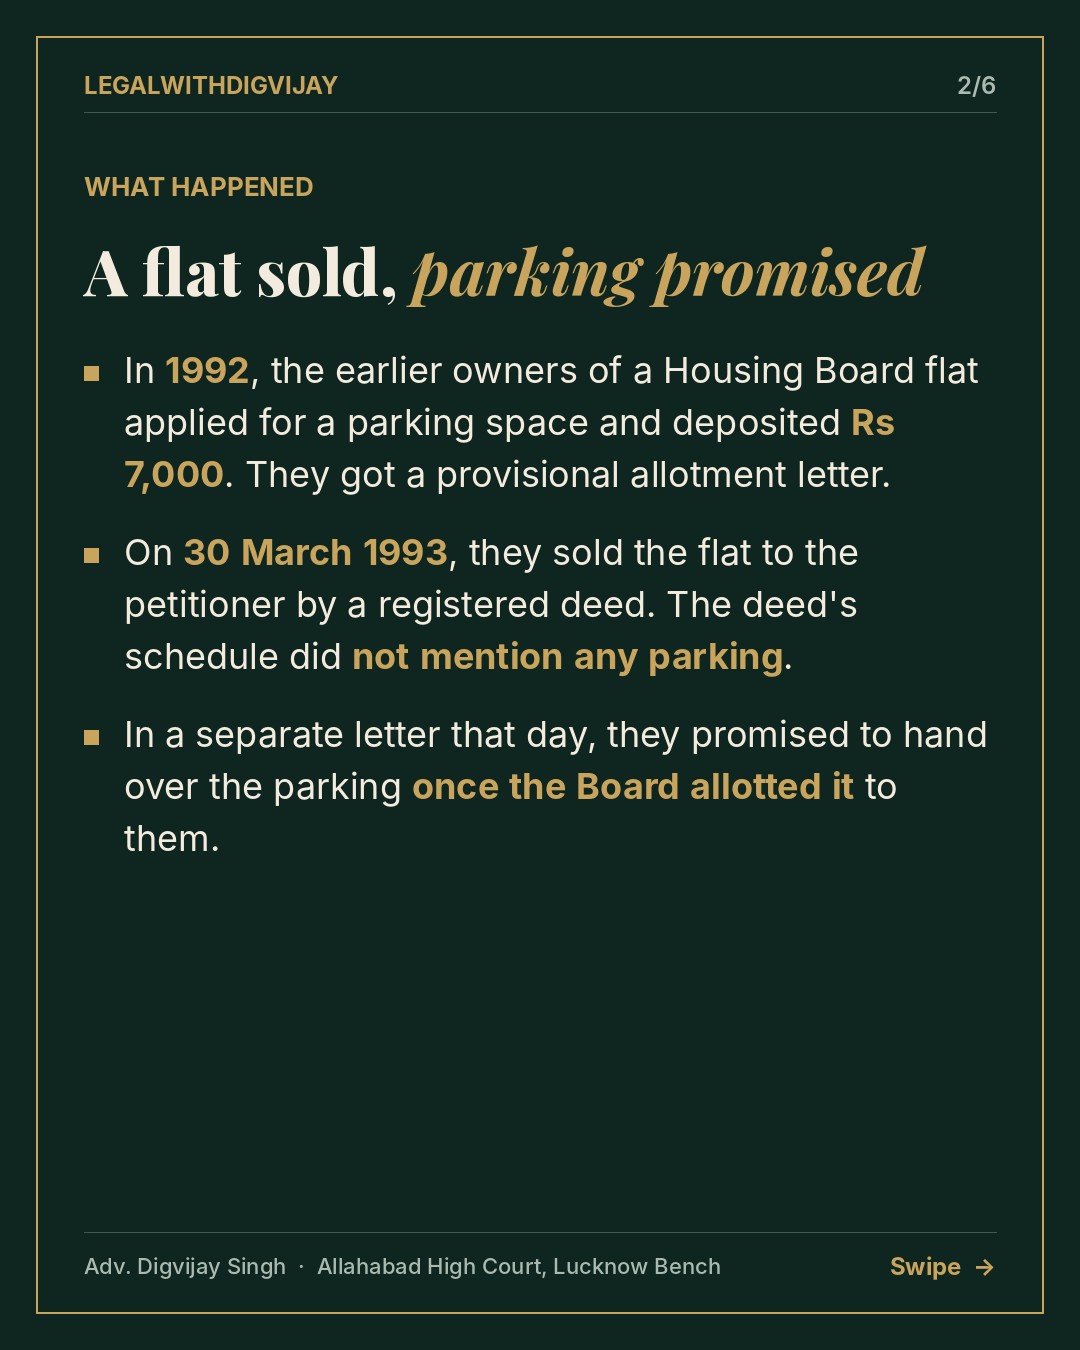 LEGALWITHDIGVIJAY
2/6
WHAT HAPPENED
A flat sold, parking promised
In 1992, the earlier owners of a Housing Board flat
applied for a parking space and deposited Rs
7,000. They got a provisional allotment letter.
On 30 March 1993, they sold the flat to the
petitioner by a registered deed. The deed's
schedule did not mention any parking.
In a separate letter that day, they promised to hand
over the parking once the Board allotted it to
them.
Adv. Digvijay Singh · Allahabad High Court, Lucknow Bench
Swipe →